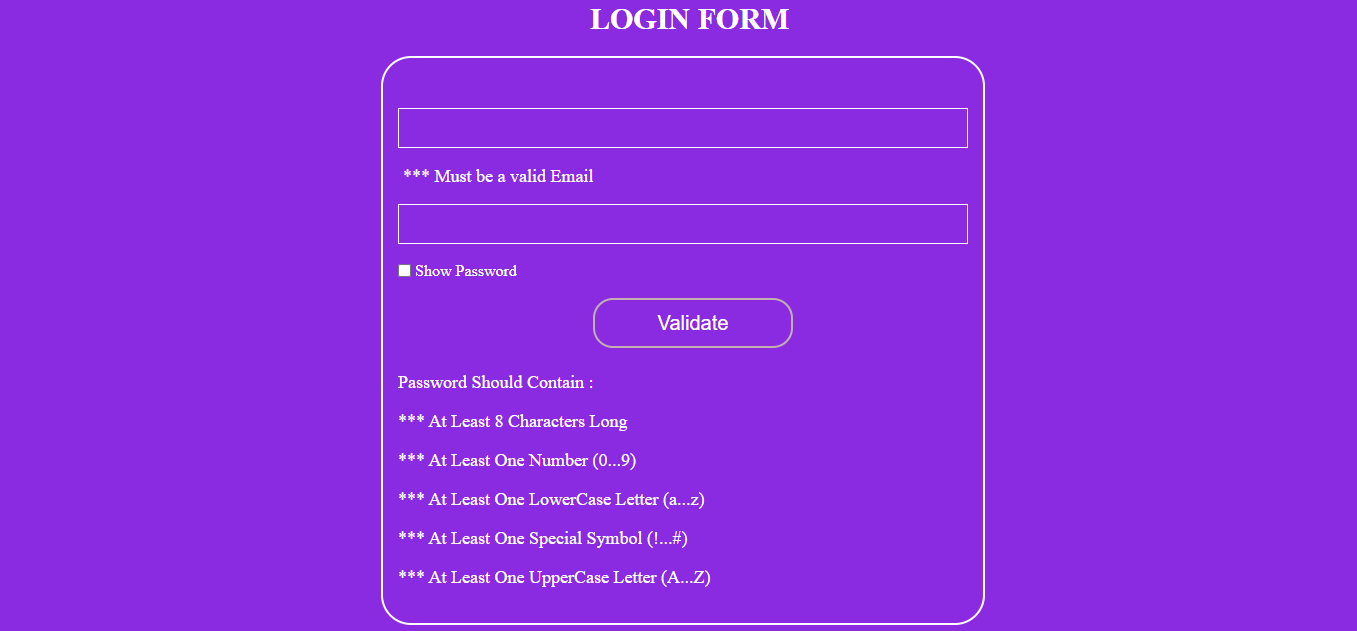 LOGIN FORM
*** Must be a valid Email
Show Password
Validate
Password Should Contain :
*** At Least 8 Characters Long
*** At Least One Number (0...9)
*** At Least One LowerCase Letter (a...z)
*** At Least One Special Symbol (!...#)
*** At Least One UpperCase Letter (A...Z)